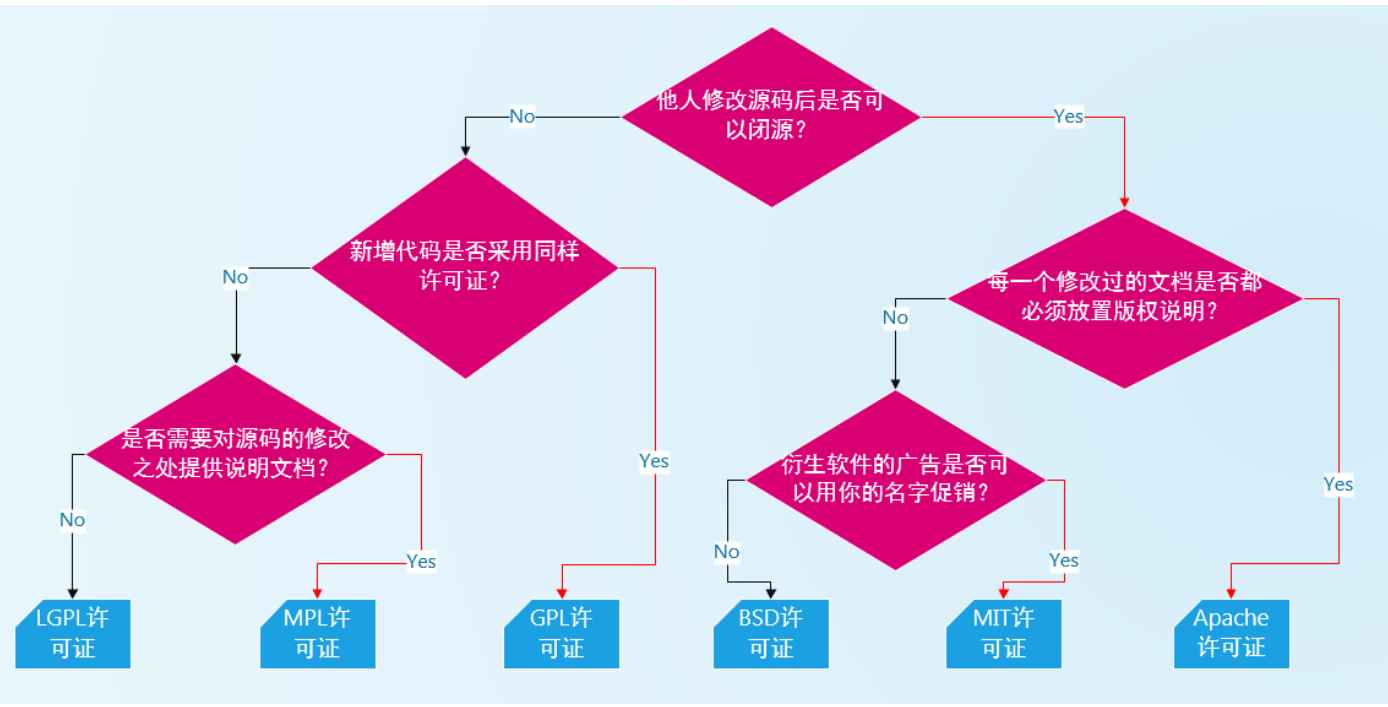 他人修改源码后是否可
以闭源？
No
Yes
新增代码是否采用同样
许可证？
每一个修改过的文档是否都
必须放置版权说明？
No
Yes
No
Yes
是否需要对源码的修改
之处提供说明文档？
衍生软件的广告是否可
以用你的名字促销？
No
Yes
No
Yes
LGPL许
可证
MPL许
可证
GPL许
可证
BSD许
可证
MIT许
可证
Apache
许可证